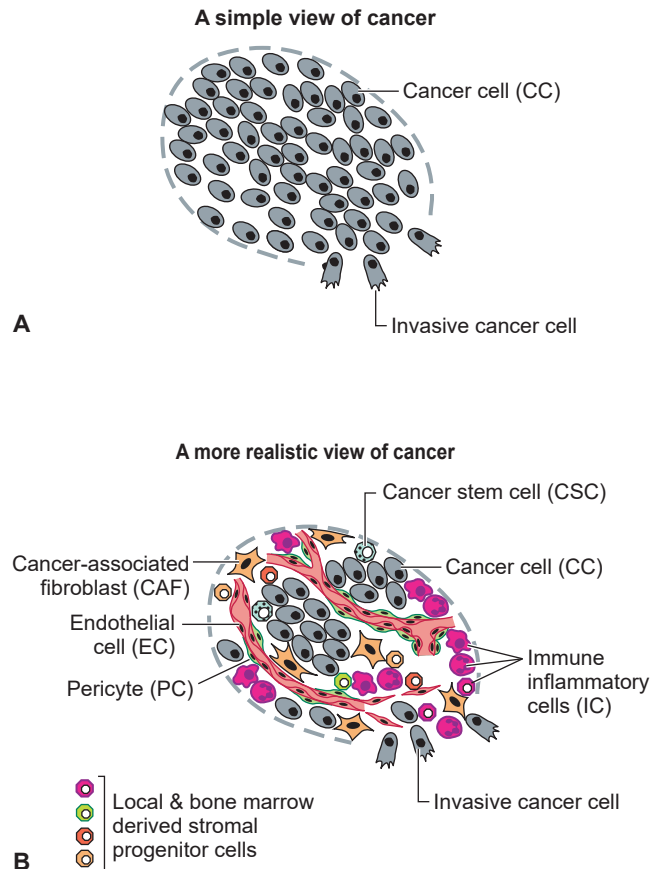 A simple view of cancer
Cancer cell (CC)
Invasive cancer cell
A
A more realistic view of cancer
Cancer stem cell (CSC)
Cancer-associated
fibroblast (CAF)
Cancer cell (CC)
Endothelial
cell (EC)
Pericyte (PC)
Immune
inflammatory
cells (IC)
Invasive cancer cell
Local & bone marrow
derived stromal
progenitor cells
B